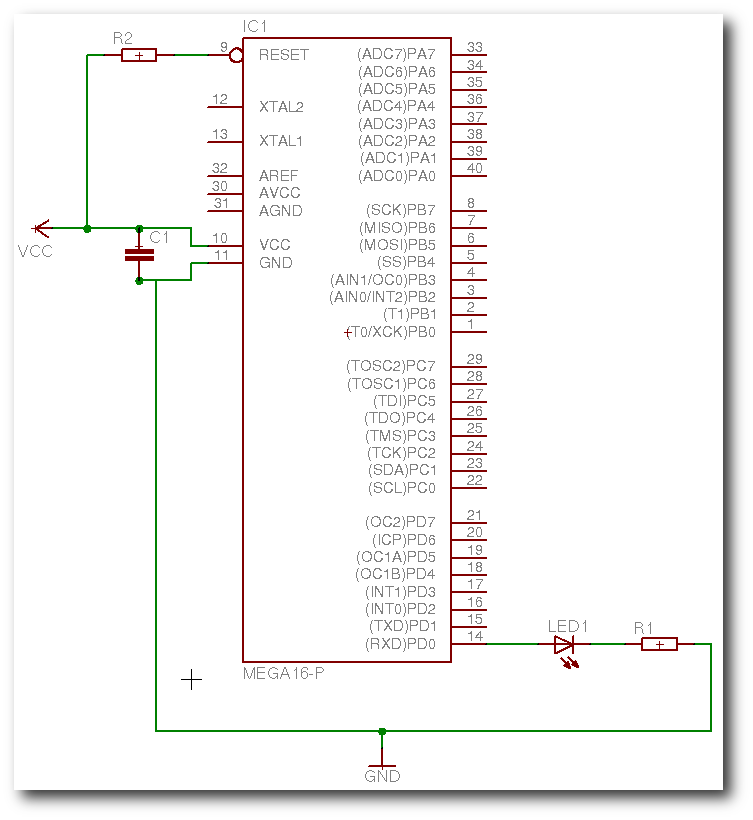 IC1
R2
9 RESET
12 XTAL2
13 XTAL1
32 AREF
30 AVCC
31 AGND
VCC
C1
10 VCC
11 GND
(ADC7)PA7 33
(ADC6)PA6 34
(ADC5)PA5 35
(ADC4)PA4 36
(ADC3)PA3 37
(ADC2)PA2 38
(ADC1)PA1 39
(ADC0)PA0 40
(SCK)PB7 8
(MISO)PB6 7
(MOSI)PB5 6
(SS)PB4 5
(AIN1/OC0)PB3 4
(AIN0/INT2)PB2 3
(T1)PB1 2
(T0/XCK)PB0 1
(TOSC2)PC7 29
(TOSC1)PC6 28
(TDI)PC5 27
(TDO)PC4 26
(TMS)PC3 25
(TCK)PC2 24
(SDA)PC1 23
(SCL)PC0 22
(OC2)PD7 21
(ICP)PD6 20
(OC1A)PD5 19
(OC1B)PD4 18
(INT1)PD3 17
(INT0)PD2 16
(TXD)PD1 15
(RXD)PD0 14
LED1
R1
MEGA16-P
GND